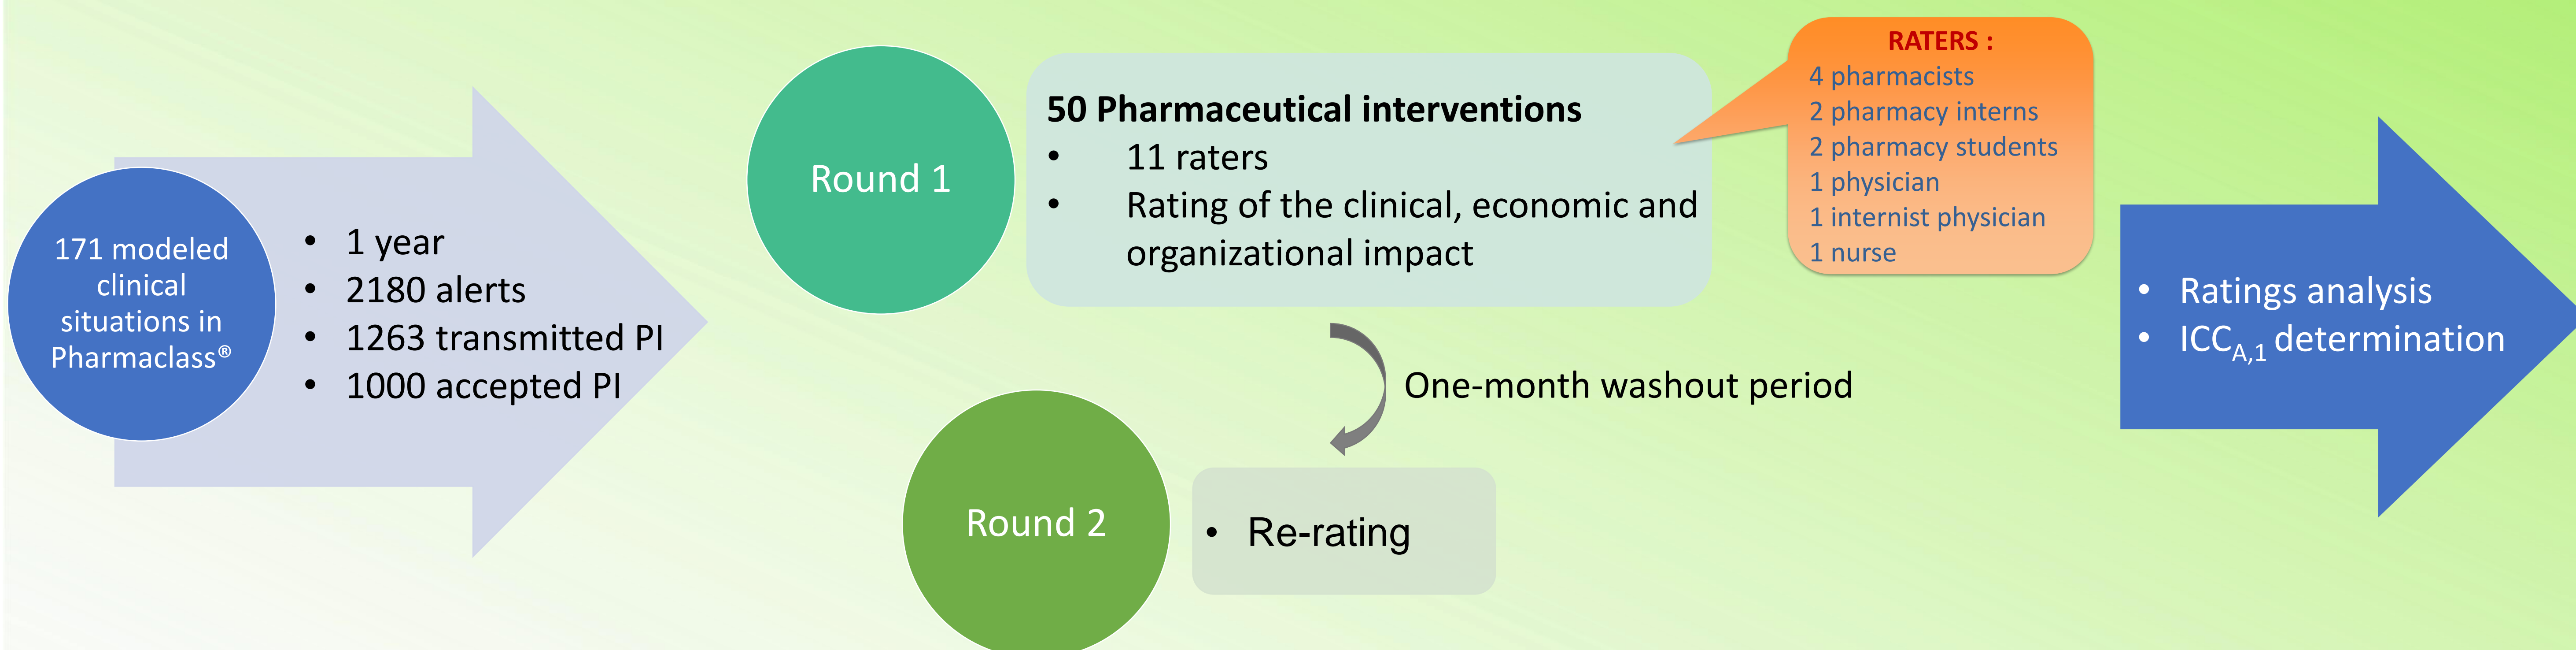 171 modeled
clinical
situations in
Pharmaclass®
• 1 year
• 2180 alerts
• 1263 transmitted PI
• 1000 accepted PI
Round 1
50 Pharmaceutical interventions
• 11 raters
• Rating of the clinical, economic and
organizational impact
RATERS :
4 pharmacists
2 pharmacy interns
2 pharmacy students
1 physician
1 internist physician
1 nurse
One-month washout period
Round 2
• Re-rating
• Ratings analysis
• ICCA,1 determination